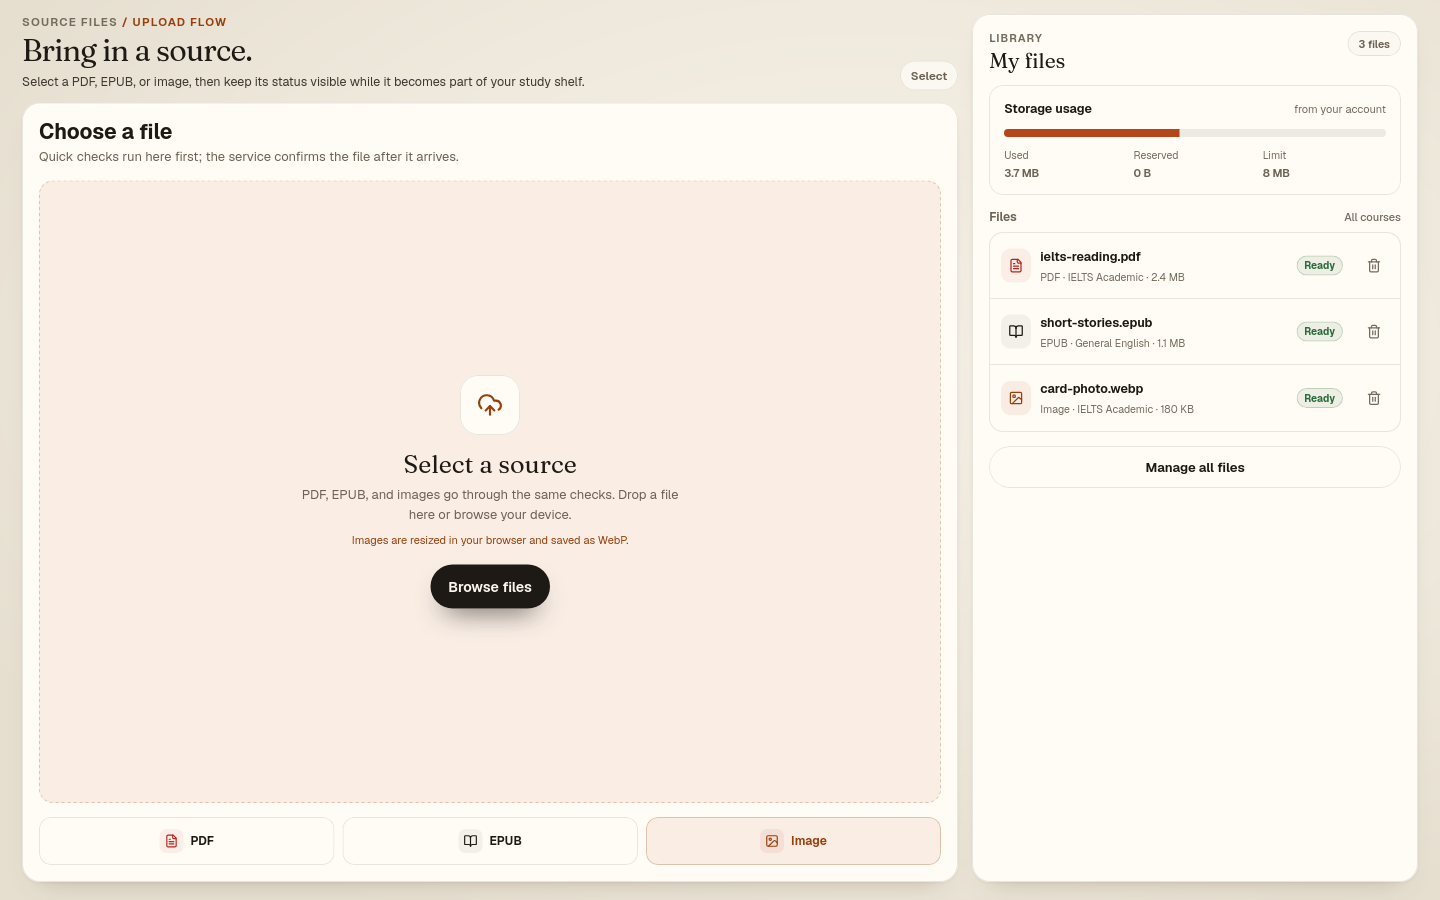 SOURCE FILES / UPLOAD FLOW
Bring in a source.
Select a PDF, EPUB, or image, then keep its status visible while it becomes part of your study shelf.
Select
Choose a file
Quick checks run here first; the service confirms the file after it arrives.
Select a source
PDF, EPUB, and images go through the same checks. Drop a file
here or browse your device.
Images are resized in your browser and saved as WebP.
Browse files
PDF
EPUB
Image
LIBRARY
My files
3 files
Storage usage
from your account
Used
Reserved
Limit
3.7 MB
0 B
8 MB
Files
All courses
ielts-reading.pdf
PDF · IELTS Academic · 2.4 MB
Ready
short-stories.epub
EPUB · General English · 1.1 MB
Ready
card-photo.webp
Image · IELTS Academic · 180 KB
Ready
Manage all files